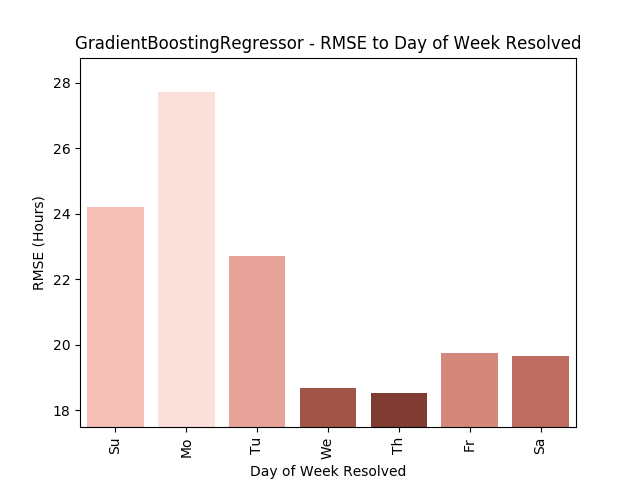 GradientBoostingRegressor - RMSE to Day of Week Resolved
RMSE (Hours)
28
26
24
22
20
18
Su
Mo
Tu
We
Th
Fr
Sa
Day of Week Resolved